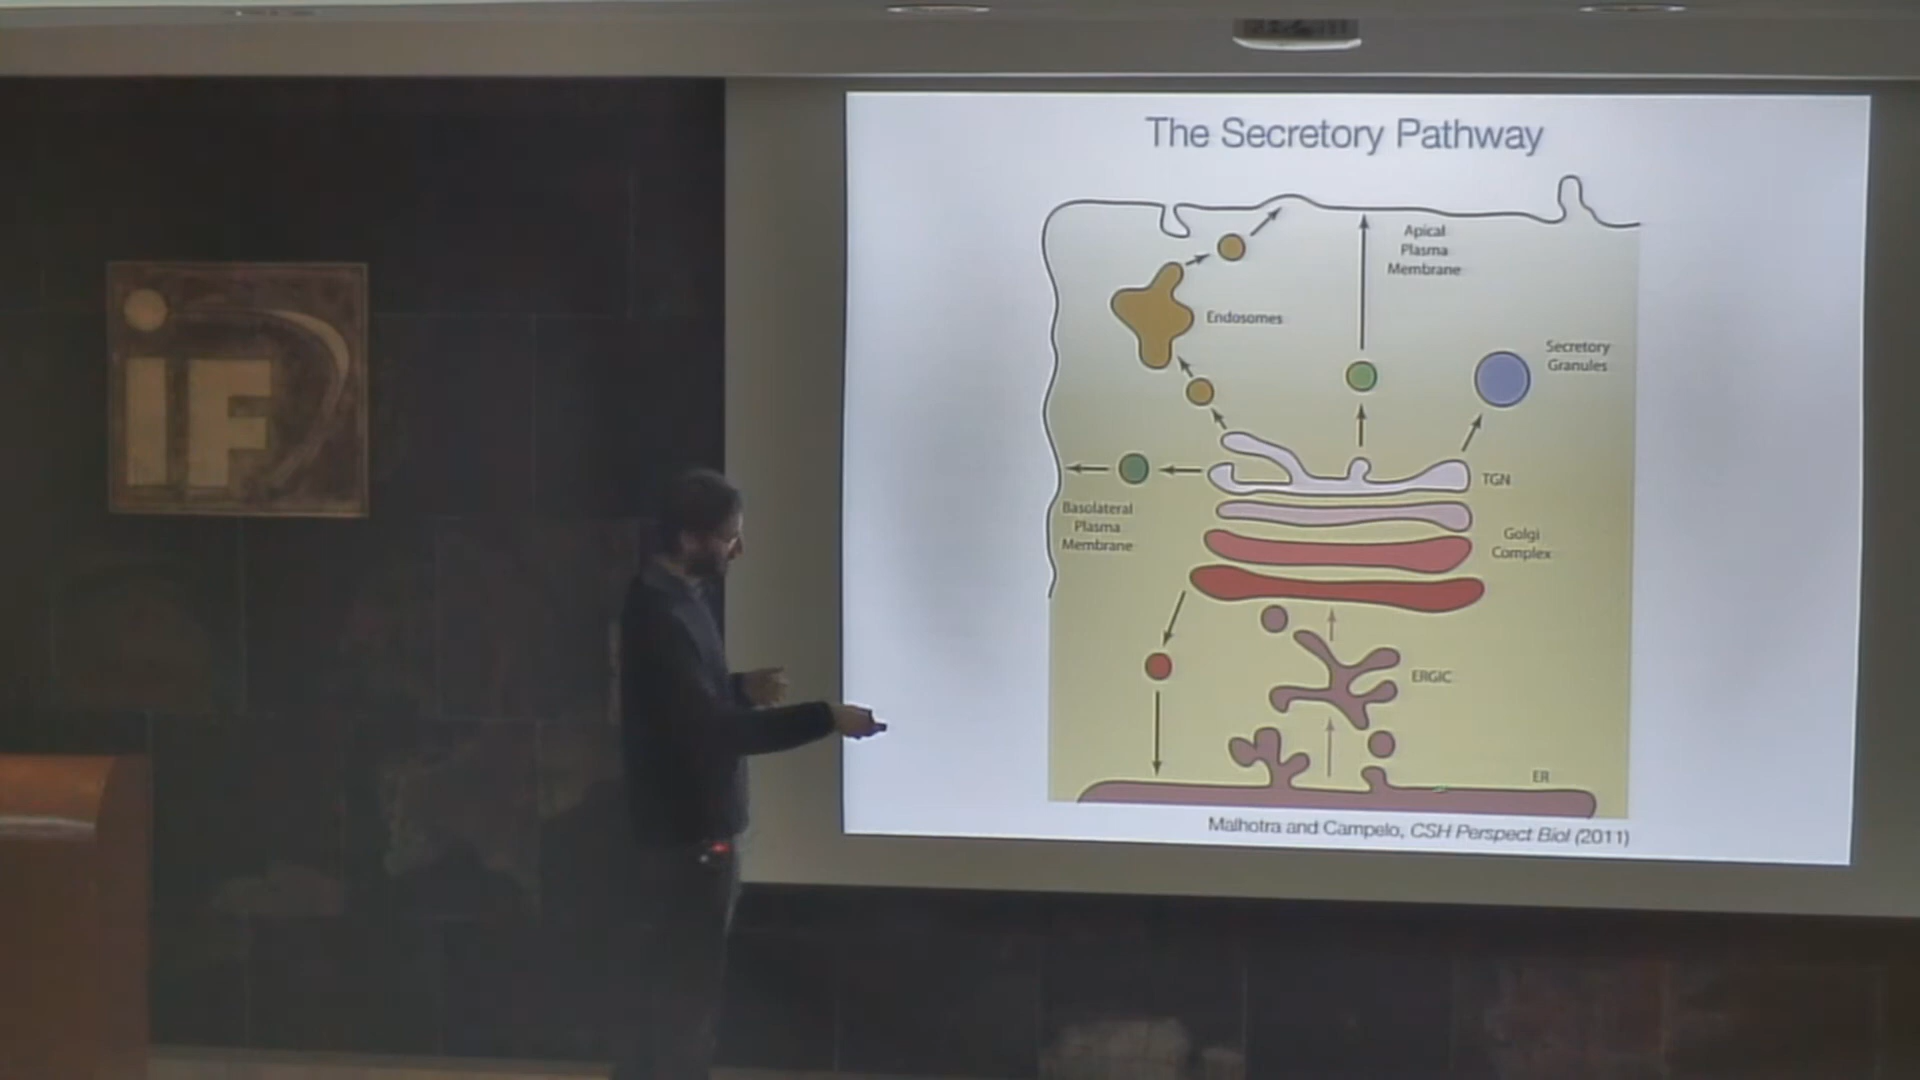 The Secretory Pathway
Apical
Plasma
Membrane
Endosomes
Secretory
Granules
TGN
Basolateral
Plasma
Membrane
Golgi
Complex
ERGIC
ER
Malhotra and Campelo, CSH Perspect Biol (2011)
iF